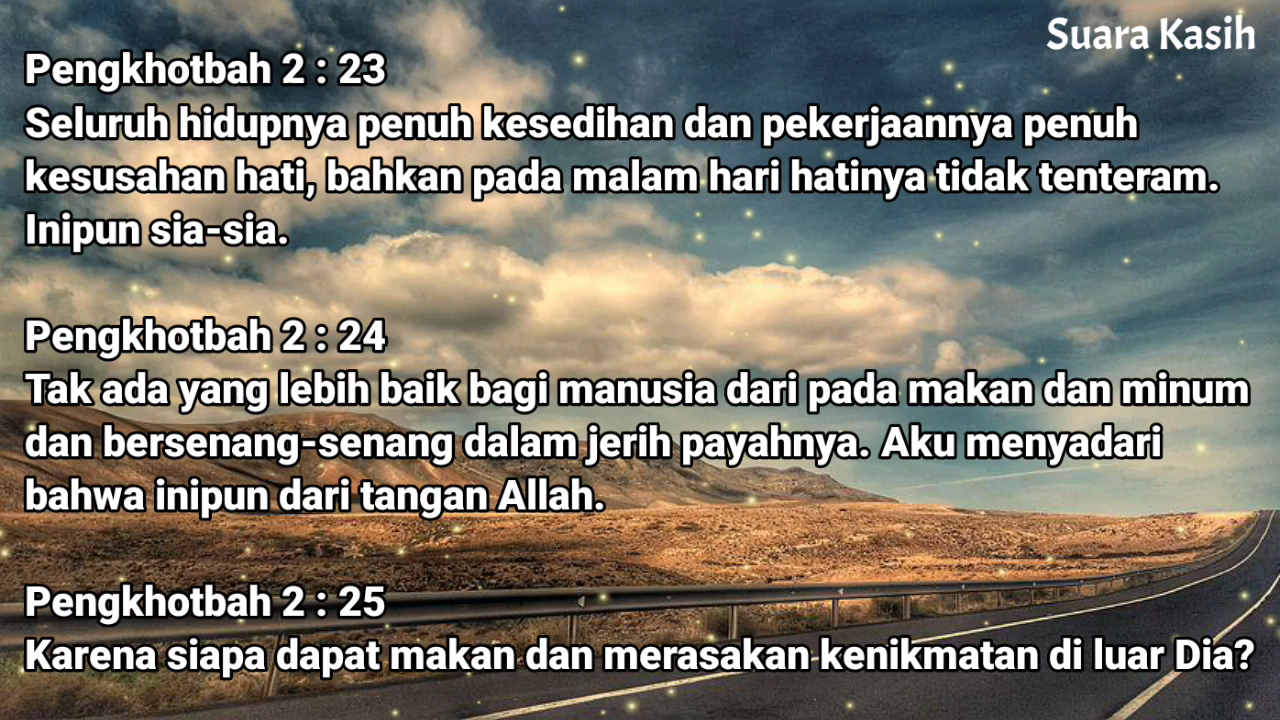 Suara Kasih
Pengkhotbah 2 : 23
Seluruh hidupnya penuh kesedihan dan pekerjaannya penuh
kesusahan hati, bahkan pada malam hari hatinya tidak tenteram.
Inipun sia-sia.
Pengkhotbah 2 : 24
Tak ada yang lebih baik bagi manusia dari pada makan dan minum
dan bersenang-senang dalam jerih payahnya. Aku menyadari
bahwa inipun dari tangan Allah.
Pengkhotbah 2 : 25
Karena siapa dapat makan dan merasakan kenikmatan di luar Dia?